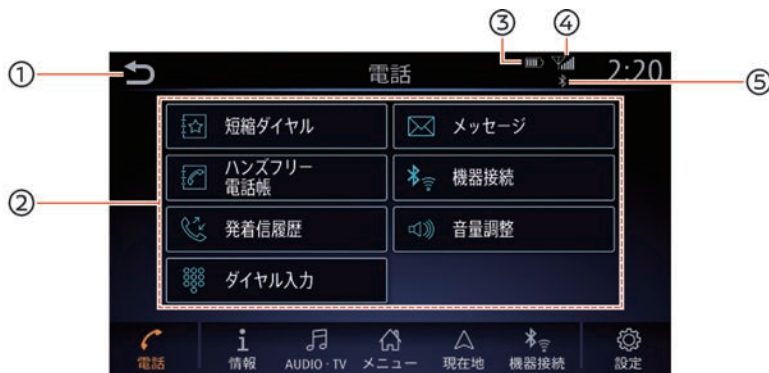 ③ ④
① 電話 2:20
⑤
短縮ダイヤル メッセージ
ハンズフリー
電話帳
機器接続
②
発着信履歴 音量調整
ダイヤル入力
電話 情報 AUDIO・TV メニュー 現在地 機器接続 設定